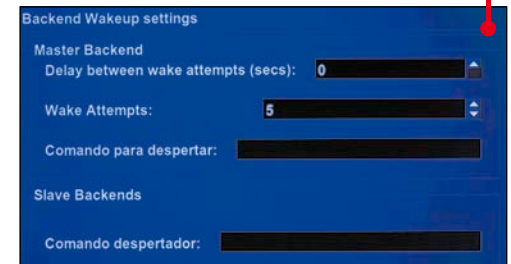 Backend Wakeup settings
Master Backend
Delay between wake attempts (secs): 0
Wake Attempts: 5
Comando para despertar:
Slave Backends
Comando despertador: